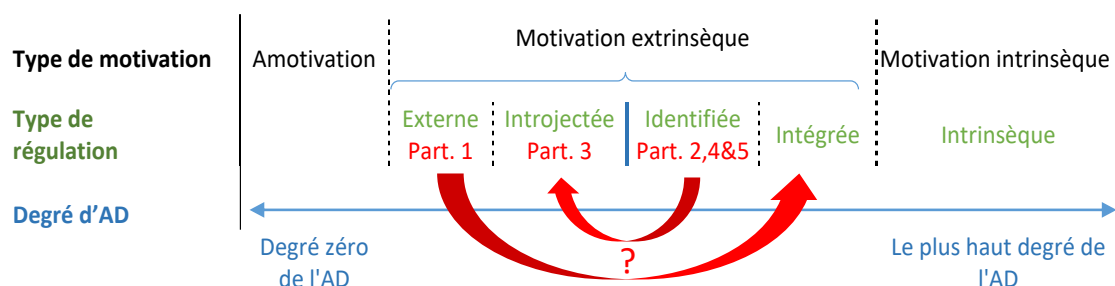 Type de motivation
Amotivation
Motivation extrinsèque
Motivation intrinsèque
Type de
régulation
Externe
Part. 1
Introjectée
Part. 3
Identifiée
Part. 2,4&5
Intégrée
Intrinsèque
Degré d’AD
Degré zéro
de l'AD
?
Le plus haut degré de
l'AD